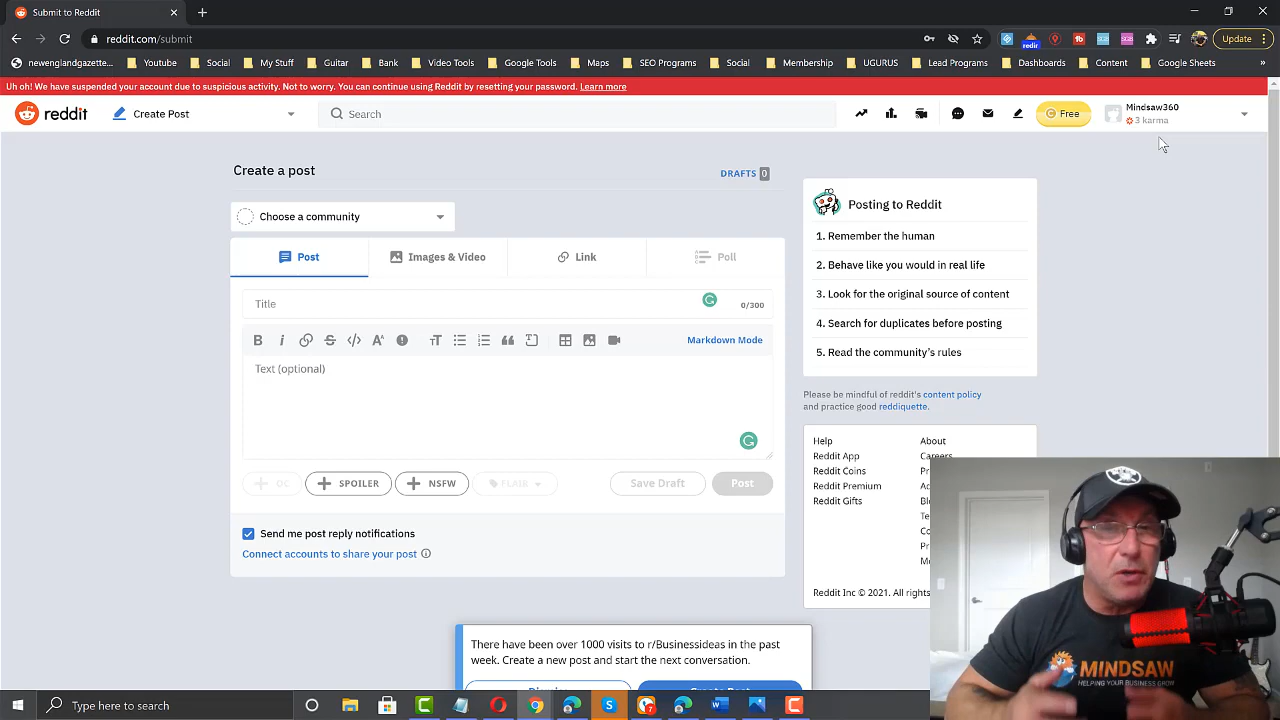 Submit to Reddit
reddit.com/submit
redir
Update
newenglandgazette...
Youtube
Social
My Stuff
Guitar
Bank
Video Tools
Google Tools
Maps
SEO Programs
Social
Membership
UGURUS
Lead Programs
Dashboards
Content
Google Sheets
Uh oh! We have suspended your account due to suspicious activity. Not to worry. You can continue using Reddit by resetting your password. Learn more
reddit
Create Post
Search
Free
Mindsaw360
3 karma
Create a post
DRAFTS 0
Choose a community
Post
Images & Video
Link
Poll
Title
0/300
Markdown Mode
Text (optional)
OC
SPOILER
NSFW
FLAIR
Save Draft
Post
Send me post reply notifications
Connect accounts to share your post
Posting to Reddit
1. Remember the human
2. Behave like you would in real life
3. Look for the original source of content
4. Search for duplicates before posting
5. Read the community's rules
Please be mindful of reddit's content policy
and practice good reddiquette.
Help
About
Reddit App
Careers
Reddit Coins
Reddit Premium
Reddit Gifts
Reddit Inc © 2021. All rights
There have been over 1000 visits to r/Businessideas in the past
week. Create a new post and start the next conversation.
MINDSAW
HELPING YOUR BUSINESS GROW
Type here to search